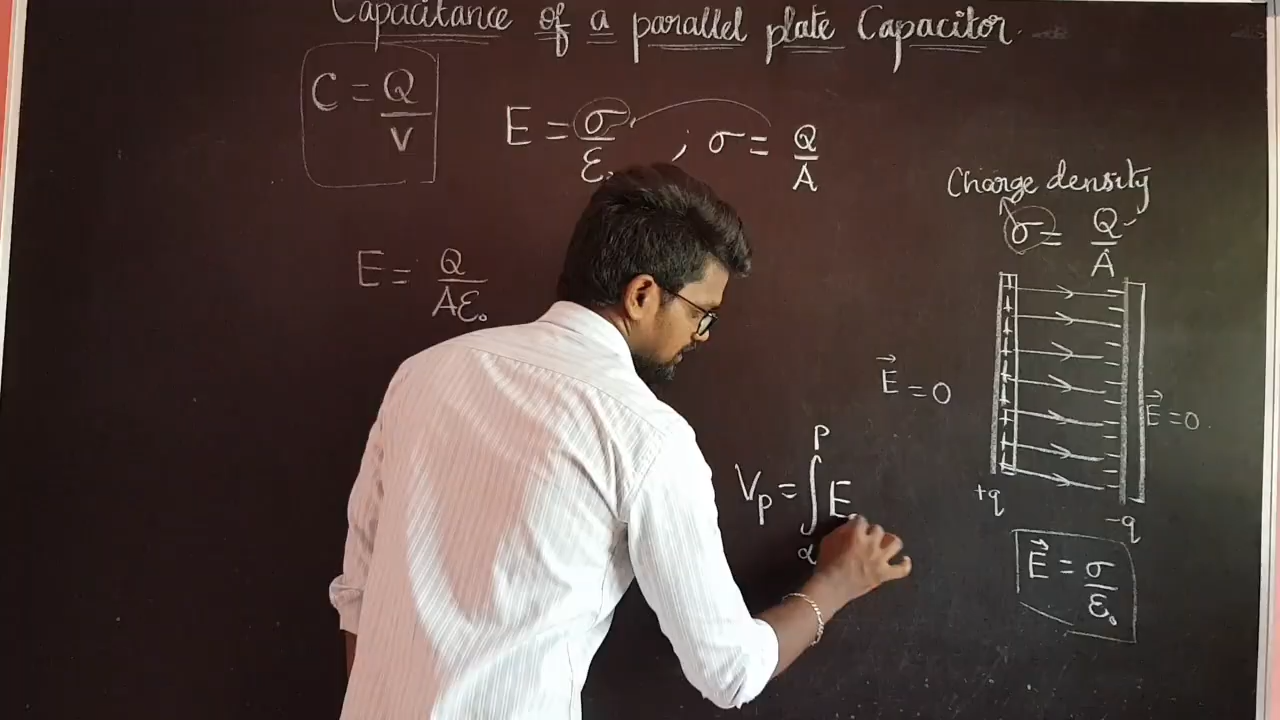 Capacitance of a parallel plate Capacitor.
C = Q/V
E = σ/ε₀ ; σ = Q/A
E = Q/Aε₀
Charge density
σ = Q/A
+ + + + + + + + +
E⃗ = 0
E⃗ = 0.
+q
-q
E⃗ = σ/ε₀
Vₚ = ∫ E
P